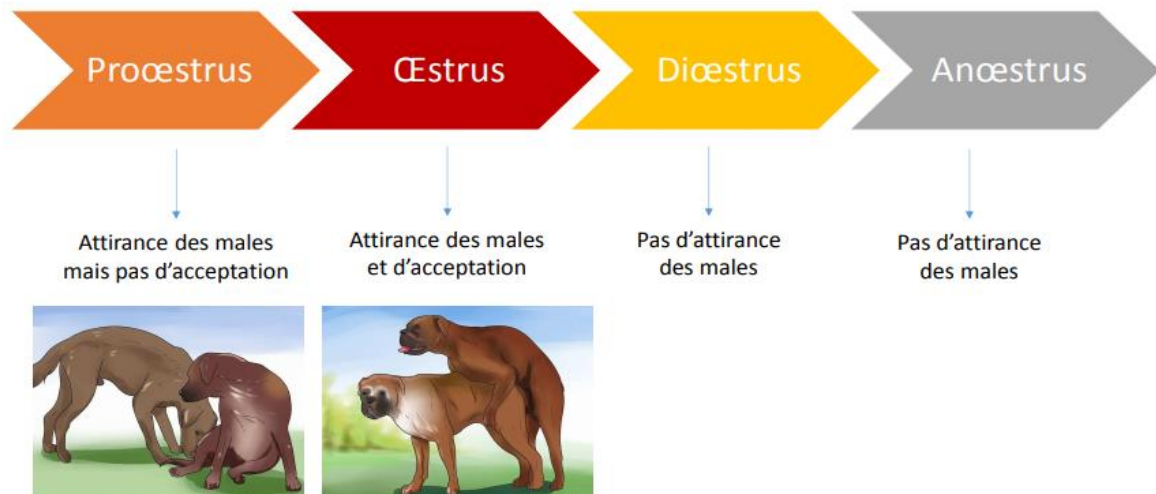 Proœstrus
Œstrus
Diœstrus
Anœstrus
Attirance des males
mais pas d’acceptation
Attirance des males
et d’acceptation
Pas d’attirance
des males
Pas d’attirance
des males